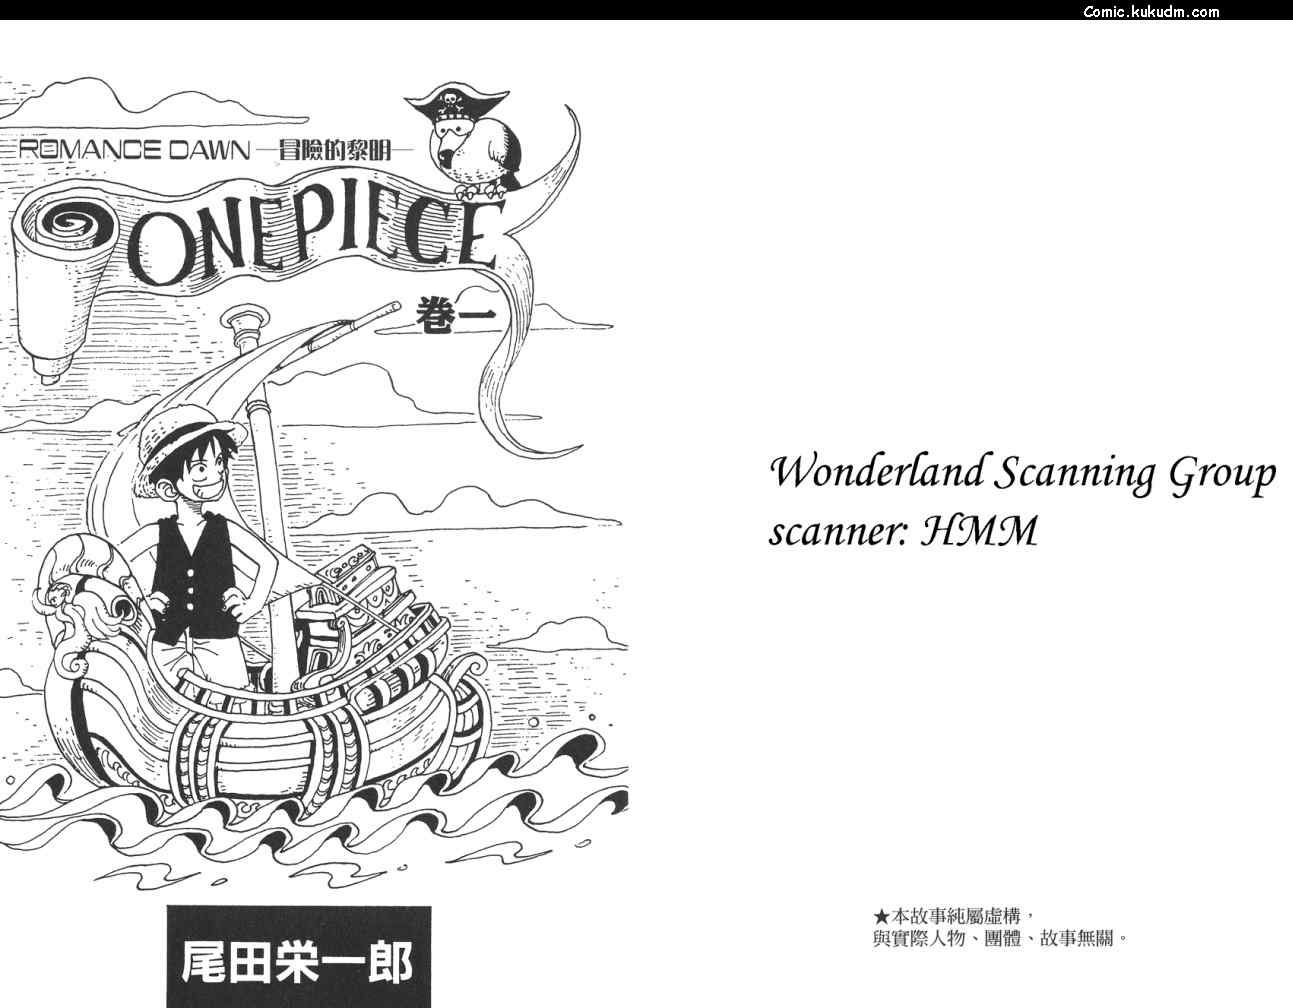 Comic.kukudm.com
ROMANCE DAWN —冒險的黎明—
ONE PIECE
卷一
尾田栄一郎
Wonderland Scanning Group
scanner: HMM
★本故事純屬虛構，
與實際人物、團體、故事無關。